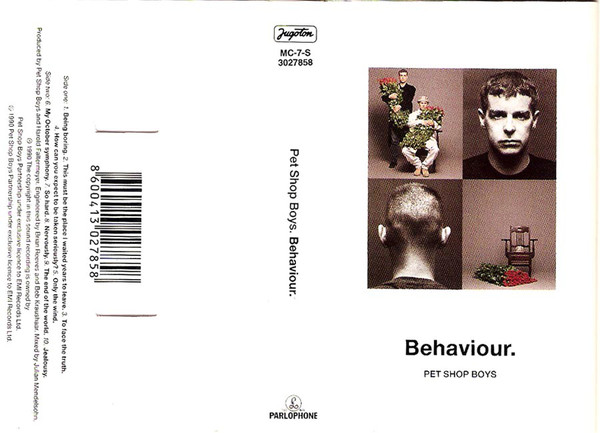 Side one: 1. Being boring. 2. This must be the place I waited years to leave. 3. To face the truth.
4. How can you expect to be taken seriously? 5. Only the wind.
Side two: 6. My October symphony. 7. So hard. 8. Nervously. 9. The end of the world. 10. Jealousy.
Produced by Pet Shop Boys and Harold Faltermeyer. Engineered by Brian Reeves and Bob Kraushaar. Mixed by Julian Mendelsohn.
℗ 1990 The copyright in this sound recording is owned by
Pet Shop Boys Partnership under exclusive licence to EMI Records Ltd.
© 1990 Pet Shop Boys Partnership under exclusive licence to EMI Records Ltd.
8600413027858
Jugoton
MC-7-S
3027858
Pet Shop Boys. Behaviour.
PARLOPHONE
Behaviour.
PET SHOP BOYS